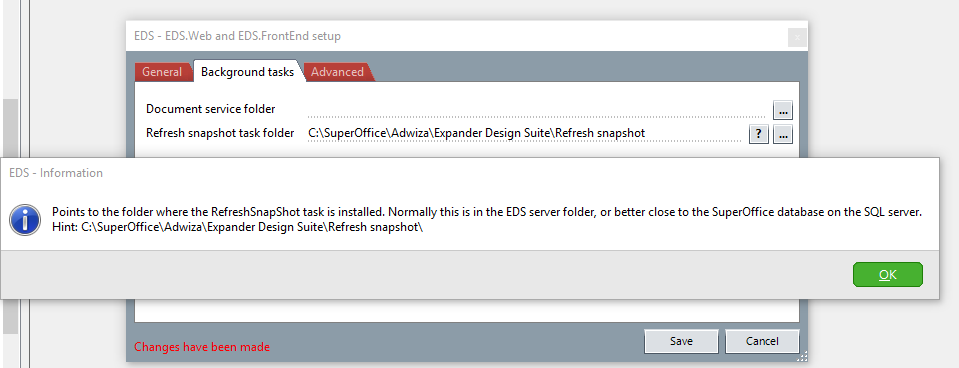 EDS - EDS.Web and EDS.FrontEnd setup
x
General Background tasks Advanced
Document service folder ...
Refresh snapshot task folder C:\SuperOffice\Adwiza\Expander Design Suite\Refresh snapshot ? ...
EDS - Information
Points to the folder where the RefreshSnapShot task is installed. Normally this is in the EDS server folder, or better close to the SuperOffice database on the SQL server.
Hint: C:\SuperOffice\Adwiza\Expander Design Suite\Refresh snapshot\
OK
Changes have been made Save Cancel